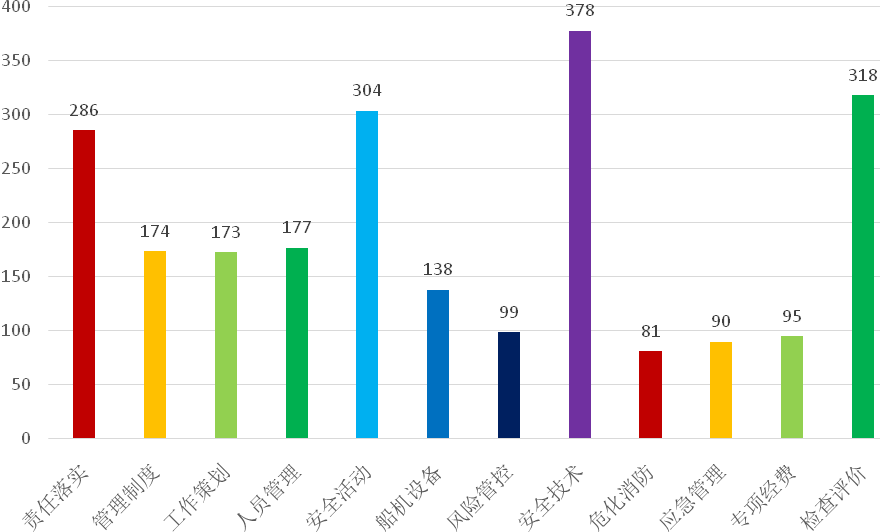 400
350
300
250
200
150
100
50
0
286
174
173
177
304
138
99
378
81
90
95
318
责任落实
管理制度
工作策划
人员管理
安全活动
船机设备
风险管控
安全技术
危化消防
应急管理
专项经费
检查评价